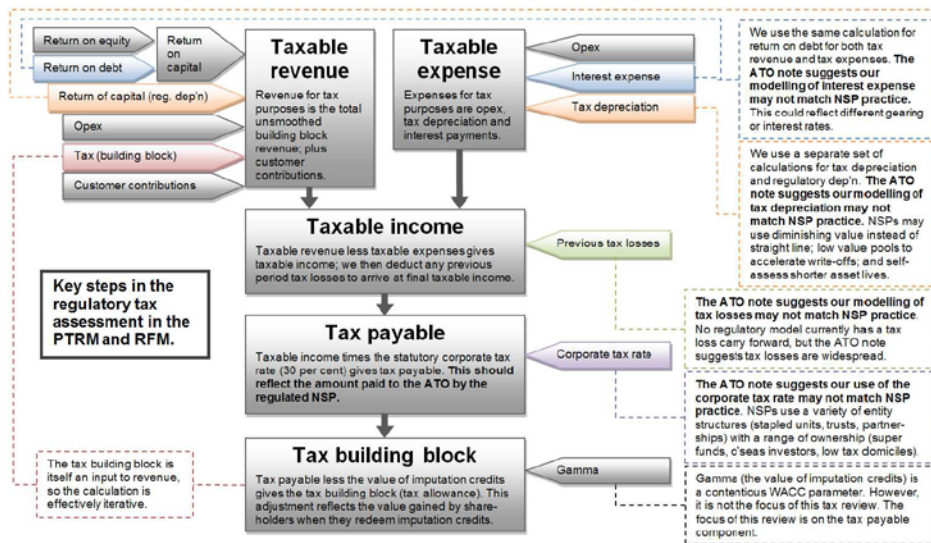 Return on equity
Return on debt
Return
on
capital
Return of capital (reg. dep'n)
Opex
Tax (building block)
Customer contributions
Taxable
revenue
Revenue for tax
purposes is the total
unsmoothed
building block
revenue; plus
customer
contributions.
Taxable
expense
Expenses for tax
purposes are opex,
tax depreciation and
interest payments.
Opex
Interest expense
Tax depreciation
We use the same calculation for
return on debt for both tax
revenue and tax expenses. The
ATO note suggests our
modelling of interest expense
may not match NSP practice.
This could reflect different gearing
or interest rates.
We use a separate set of
calculations for tax depreciation
and regulatory dep'n. The ATO
note suggests our modelling of
tax depreciation may not
match NSP practice. NSPs may
use diminishing value instead of
straight line; low value pools to
accelerate write-offs; and self-
assess shorter asset lives.
Taxable income
Taxable revenue less taxable expenses gives
taxable income; we then deduct any previous
period tax losses to arrive at final taxable income.
Previous tax losses
Key steps in the
regulatory tax
assessment in the
PTRM and RFM.
The ATO note suggests our modelling of
tax losses may not match NSP practice.
No regulatory model currently has a tax
loss carry forward, but the ATO note
suggests tax losses are widespread.
Tax payable
Taxable income times the statutory corporate tax
rate (30 per cent) gives tax payable. This should
reflect the amount paid to the ATO by the
regulated NSP.
Corporate tax rate
The ATO note suggests our use of the
corporate tax rate may not match NSP
practice. NSPs use a variety of entity
structures (stapled units, trusts, partner-
ships) with a range of ownership (super
funds, o'seas investors, low tax domiciles).
Tax building block
Tax payable less the value of imputation credits
gives the tax building block (tax allowance). This
adjustment reflects the value gained by share-
holders when they redeem imputation credits.
Gamma
The tax building block is
itself an input to revenue,
so the calculation is
effectively iterative.
Gamma (the value of imputation credits) is
a contentious WACC parameter. However,
it is not the focus of this tax review. The
focus of this review is on the tax payable
component.